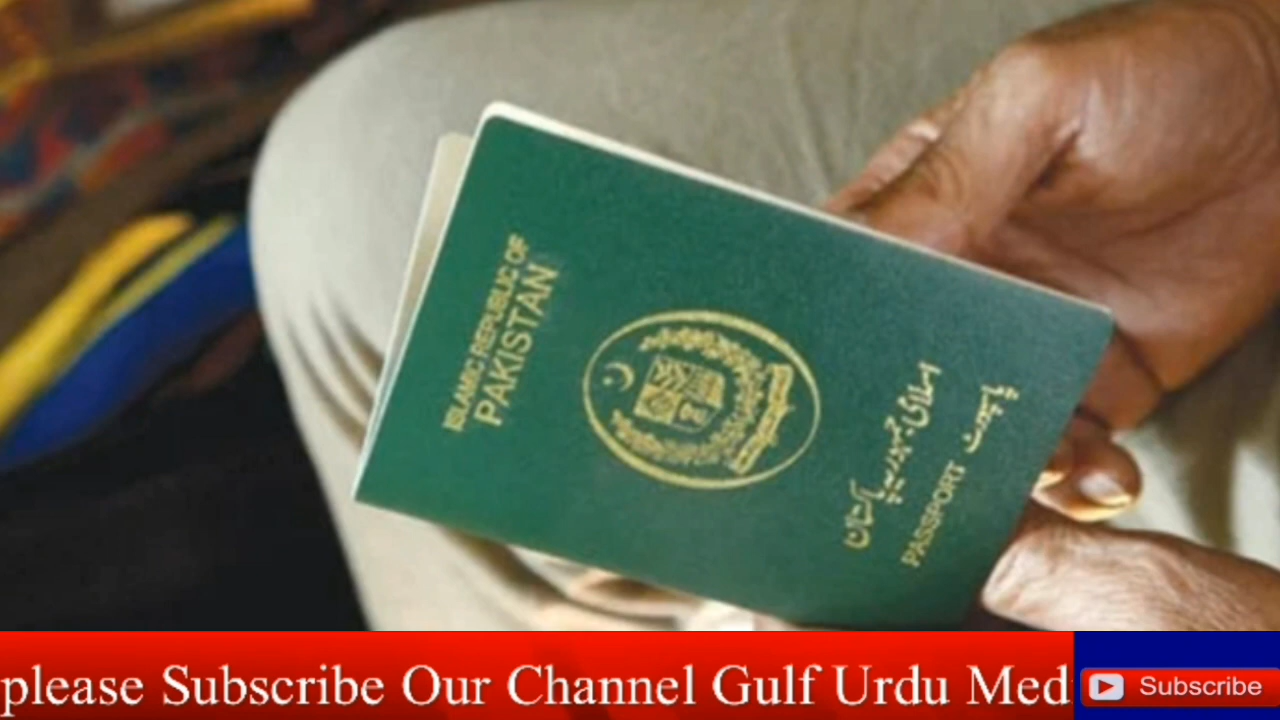 ISLAMIC REPUBLIC OF
PAKISTAN
اسلامی جمہوریہ پاکستان
PASSPORT پاسپورٹ
please Subscribe Our Channel Gulf Urdu Med
Subscribe